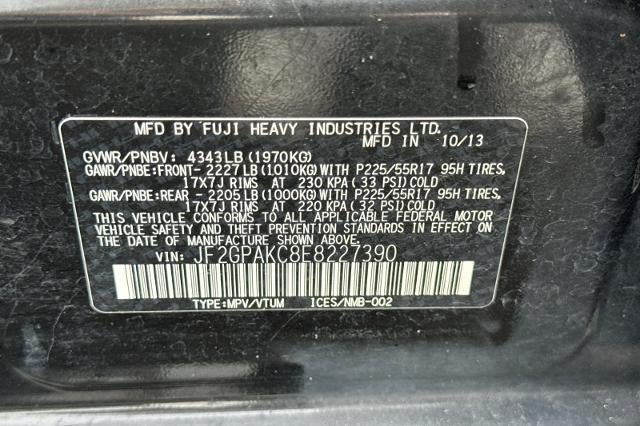 MFD BY FUJI HEAVY INDUSTRIES LTD.
MFD IN 10/13
GVWR/PNBV: 4343LB (1970KG)
GAWR/PNBE:FRONT- 2227LB (1010KG)WITH P225/55R17 95H TIRES,
17X7J RIMS AT 230 KPA (33 PSI)COLD
GAWR/PNBE:REAR - 2205LB (1000KG)WITH P225/55R17 95H TIRES,
17X7J RIMS AT 220 KPA (32 PSI)COLD
THIS VEHICLE CONFORMS TO ALL APPLICABLE FEDERAL MOTOR
VEHICLE SAFETY AND THEFT PREVENTION STANDARDS IN EFFECT
ON THE DATE OF MANUFACTURE SHOWN ABOVE.
VIN: JF2GPAKC8E8227390
TYPE:MPV/VTUM ICES/NMB-002